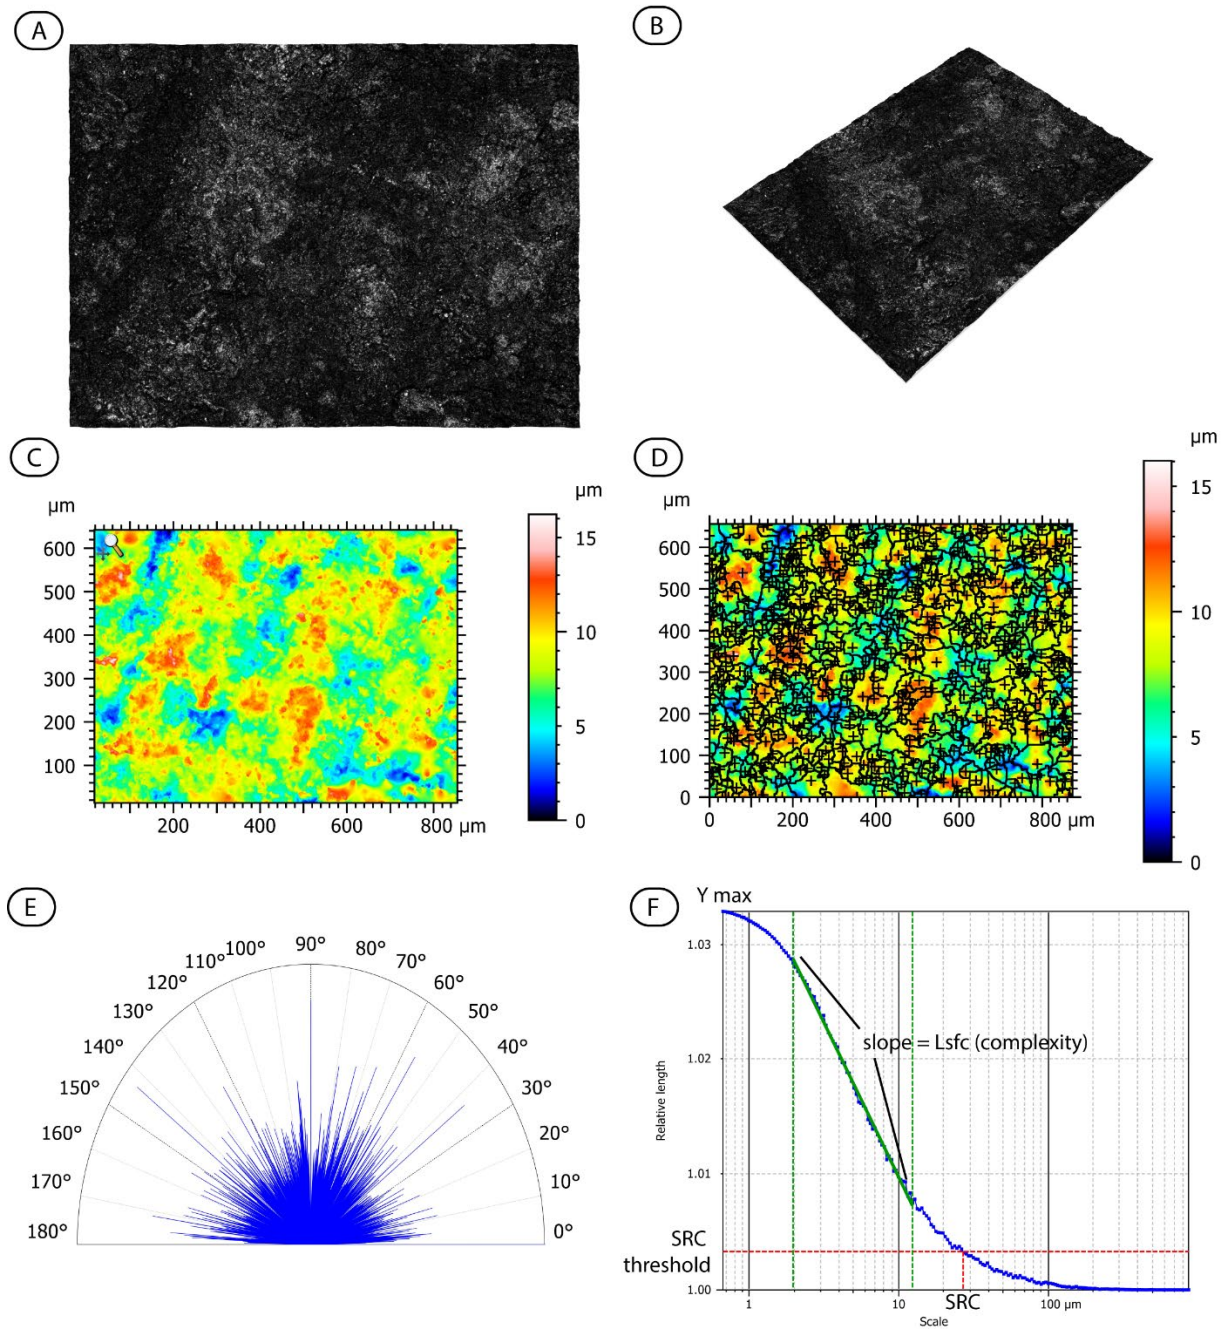 A
B
C
D
µm
µm
µm
µm
600
500
400
300
200
100
200
400
600
800 µm
15
10
5
0
600
500
400
300
200
100
0
0
200
400
600
800 µm
15
10
5
0
E
F
Y max
180°
170°
160°
150°
140°
130°
120°
110°
100°
90°
80°
70°
60°
50°
40°
30°
20°
10°
0°
1.03
1.02
1.01
1.00
Relative length
slope = Lsfc (complexity)
SRC
threshold
SRC
1
10
100 µm
Scale